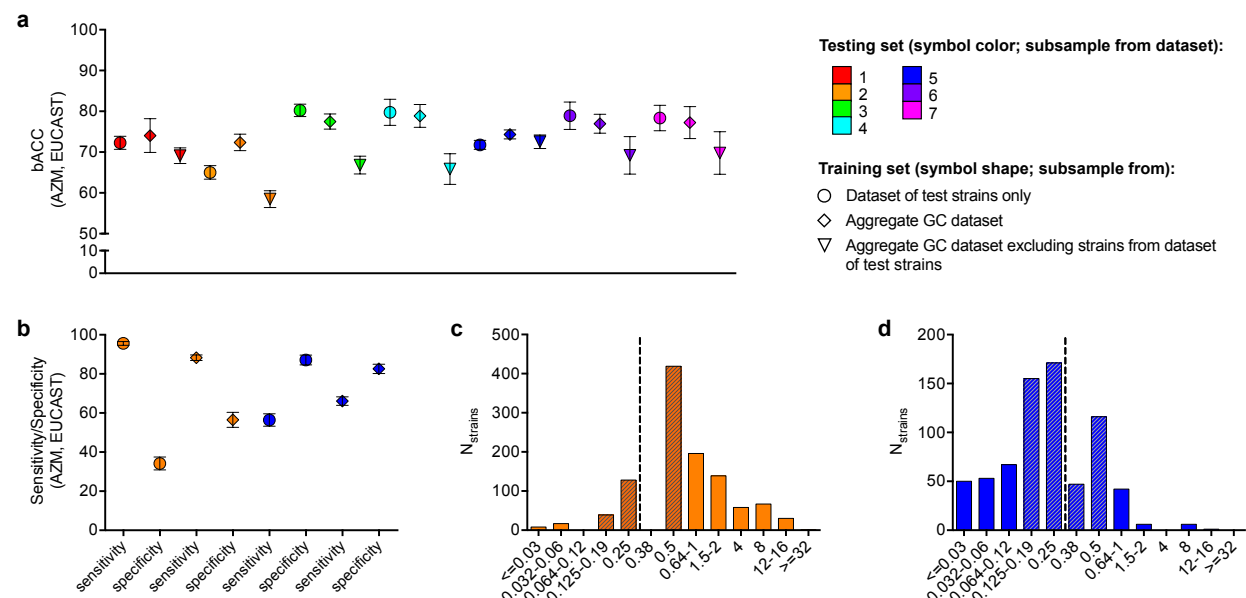 a
100
90
80
70
60
50
10
0
bACC
(AZM, EUCAST)
Testing set (symbol color; subsample from dataset):
1
2
3
4
5
6
7
Training set (symbol shape; subsample from):
Dataset of test strains only
Aggregate GC dataset
Aggregate GC dataset excluding strains from dataset
of test strains
b
100
80
60
40
20
0
Sensitivity/Specificity
(AZM, EUCAST)
sensitivity
specificity
sensitivity
specificity
sensitivity
specificity
sensitivity
specificity
c
500
400
300
200
100
0
Nstrains
<=0.03
0.032-0.06
0.064-0.12
0.125-0.19
0.25
0.38
0.5
0.64-1
1.5-2
4
8
12-16
>=32
d
200
150
100
50
0
Nstrains
<=0.03
0.032-0.06
0.064-0.12
0.125-0.19
0.25
0.38
0.5
0.64-1
1.5-2
4
8
12-16
>=32